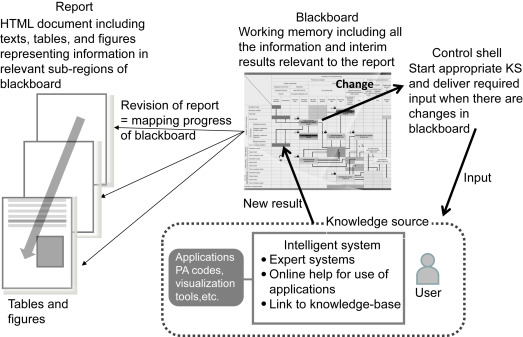 Report
HTML document including
texts, tables, and figures
representing information in
relevant sub-regions of
blackboard
Blackboard
Working memory including all
the information and interim
results relevant to the report
Control shell
Start appropriate KS
and deliver required
input when there are
changes in
blackboard
Change
Revision of report
= mapping progress
of blackboard
New result
Input
Knowledge source
Applications
PA codes,
visualization
tools,etc.
Intelligent system
• Expert systems
• Online help for use of
applications
• Link to knowledge-base
User
Tables and
figures